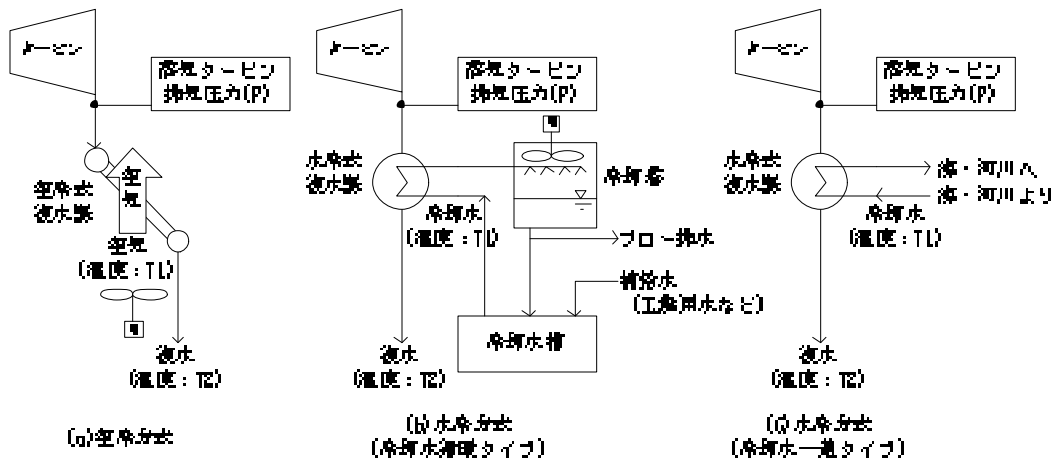 タービン
蒸気タービン
排気圧力(P)
空冷式
復水器
空気
空気
(温度：T1)
復水
(温度：T2)
(a)空冷方式
タービン
蒸気タービン
排気圧力(P)
水冷式
復水器
冷却塔
冷却水
(温度：T1)
ブロー排水
補給水
(工業用水など)
冷却水槽
復水
(温度：T2)
(b)水冷方式
(冷却水循環タイプ)
タービン
蒸気タービン
排気圧力(P)
水冷式
復水器
海・河川へ
海・河川より
冷却水
(温度：T1)
復水
(温度：T2)
(c)水冷方式
(冷却水一過タイプ)